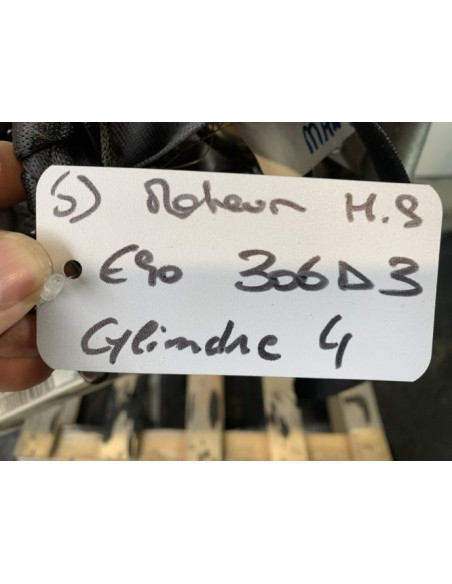 5) Moteur H.S
E90 306D3
Cylindre 4